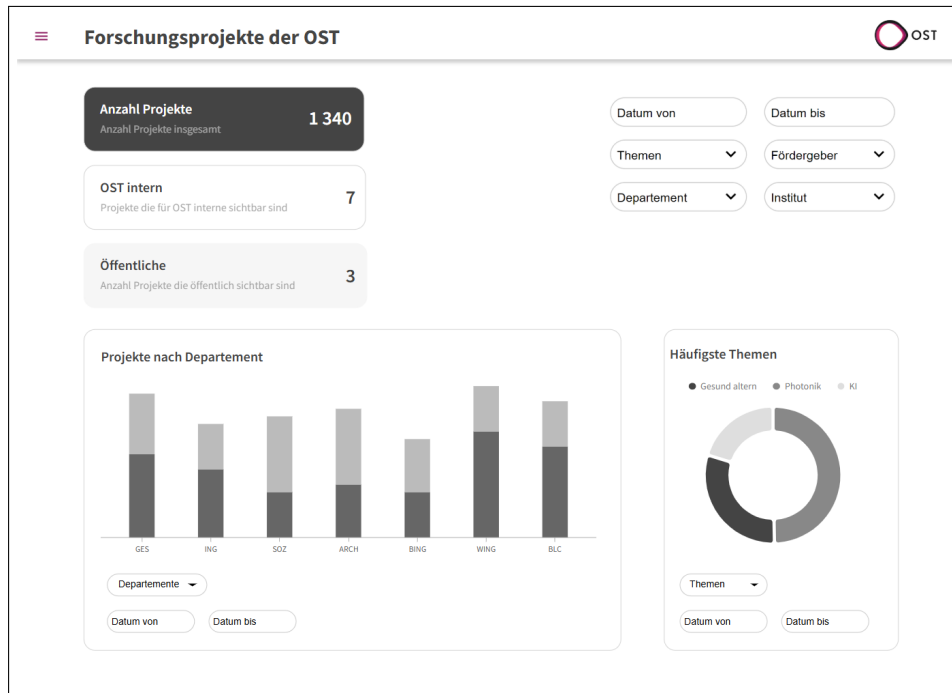 Forschungsprojekte der OST
OST
Anzahl Projekte
Anzahl Projekte insgesamt
1 340
Datum von
Datum bis
Themen
Fördergeber
Departement
Institut
OST intern
Projekte die für OST interne sichtbar sind
7
Öffentliche
Anzahl Projekte die öffentlich sichtbar sind
3
Projekte nach Departement
GES ING SOZ ARCH BING WING BLC
Departemente
Datum von
Datum bis
Häufigste Themen
Gesund altern Photonik KI
Themen
Datum von
Datum bis